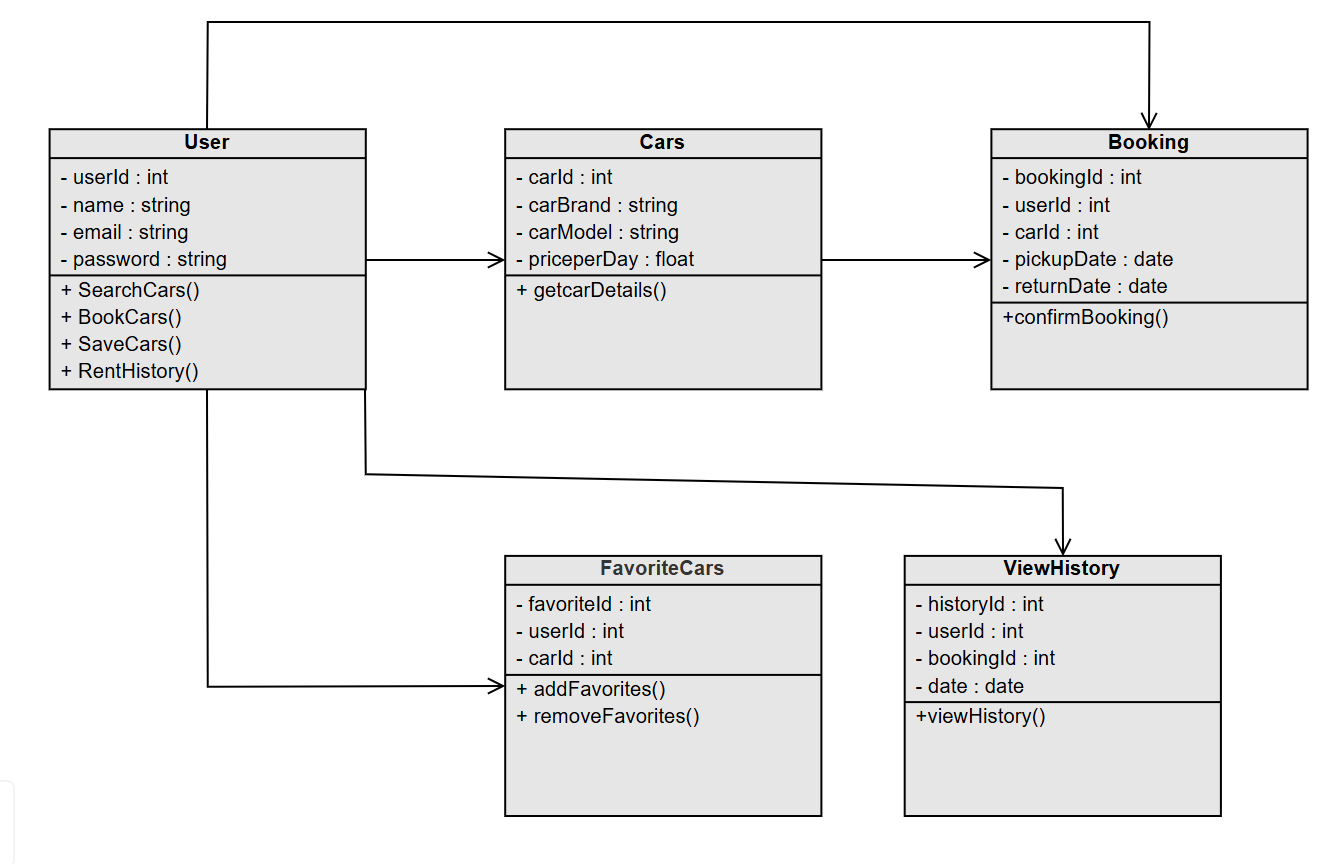 User
- userId : int
- name : string
- email : string
- password : string
+ SearchCars()
+ BookCars()
+ SaveCars()
+ RentHistory()
Cars
- carId : int
- carBrand : string
- carModel : string
- priceperDay : float
+ getcarDetails()
Booking
- bookingId : int
- userId : int
- carId : int
- pickupDate : date
- returnDate : date
+confirmBooking()
FavoriteCars
- favoriteId : int
- userId : int
- carId : int
+ addFavorites()
+ removeFavorites()
ViewHistory
- historyId : int
- userId : int
- bookingId : int
- date : date
+viewHistory()